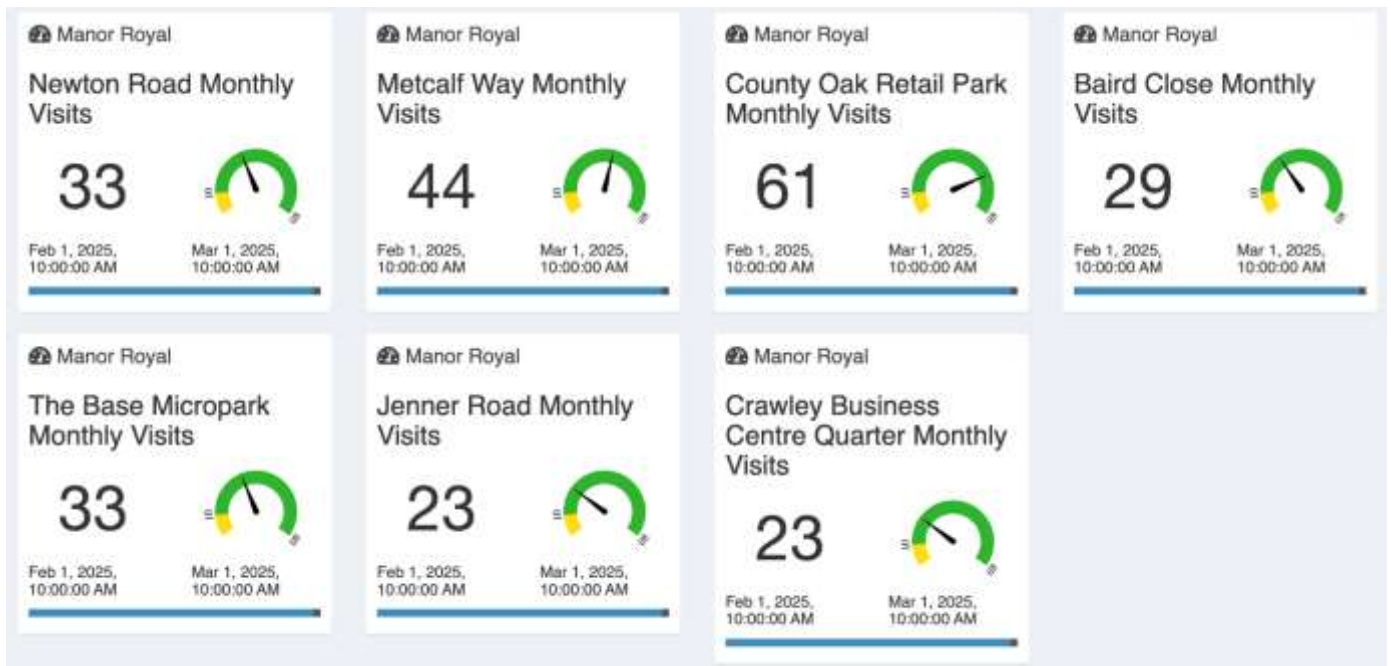 Manor Royal
Newton Road Monthly
Visits
33
Feb 1, 2025,
10:00:00 AM
Mar 1, 2025,
10:00:00 AM
Manor Royal
Metcalf Way Monthly
Visits
44
Feb 1, 2025,
10:00:00 AM
Mar 1, 2025,
10:00:00 AM
Manor Royal
County Oak Retail Park
Monthly Visits
61
Feb 1, 2025,
10:00:00 AM
Mar 1, 2025,
10:00:00 AM
Manor Royal
Baird Close Monthly
Visits
29
Feb 1, 2025,
10:00:00 AM
Mar 1, 2025,
10:00:00 AM
Manor Royal
The Base Micropark
Monthly Visits
33
Feb 1, 2025,
10:00:00 AM
Mar 1, 2025,
10:00:00 AM
Manor Royal
Jenner Road Monthly
Visits
23
Feb 1, 2025,
10:00:00 AM
Mar 1, 2025,
10:00:00 AM
Manor Royal
Crawley Business
Centre Quarter Monthly
Visits
23
Feb 1, 2025,
10:00:00 AM
Mar 1, 2025,
10:00:00 AM